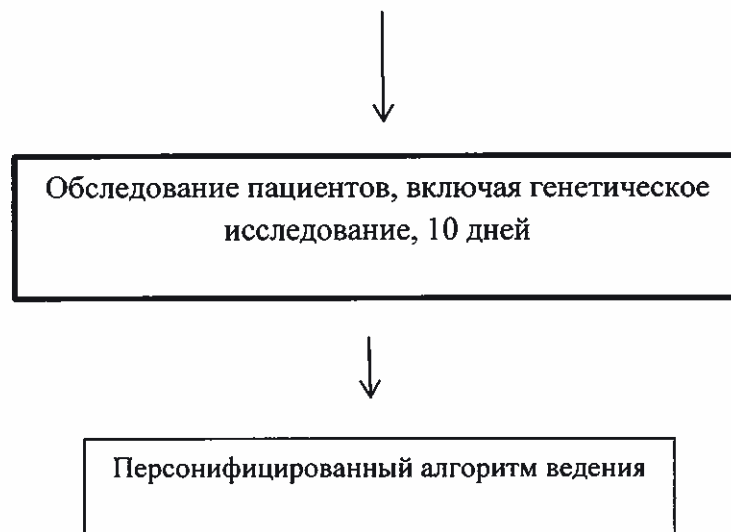 Обследование пациентов, включая генетическое
исследование, 10 дней
Персонифицированный алгоритм ведения